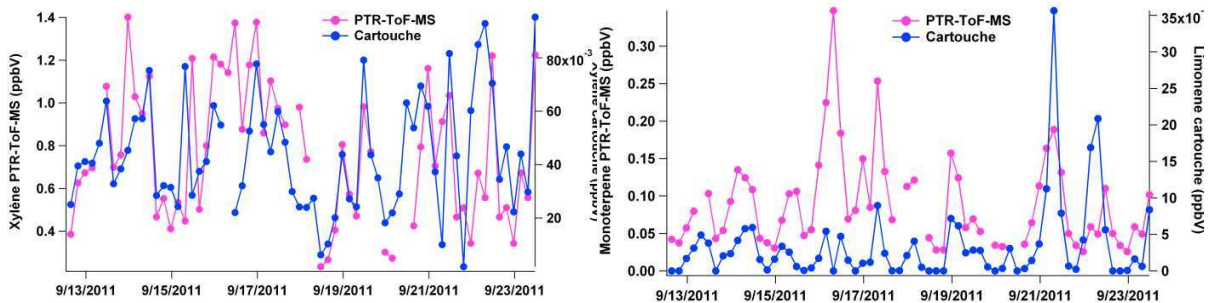 Xylène PTR-ToF-MS (ppbV)
1.4
1.2
1.0
0.8
0.6
0.4
PTR-ToF-MS
Cartouche
80x10⁻³
60
40
20
9/13/2011 9/15/2011 9/17/2011 9/19/2011 9/21/2011 9/23/2011
Monoterpene PTR-ToF-MS (ppbV)
0.30
0.25
0.20
0.15
0.10
0.05
0.00
PTR-ToF-MS
Cartouche
35x10⁻
30
25
20
15
10
5
0
Limonene cartouche (ppbV)
9/13/2011 9/15/2011 9/17/2011 9/19/2011 9/21/2011 9/23/2011